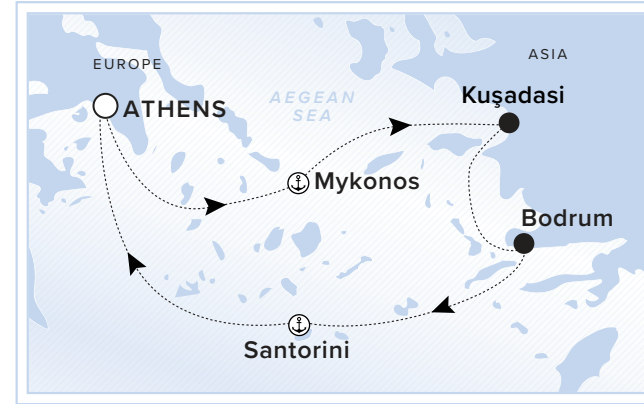 EUROPE
ASIA
ATHENS
AEGEAN
SEA
Kuşadasi
Mykonos
Bodrum
Santorini